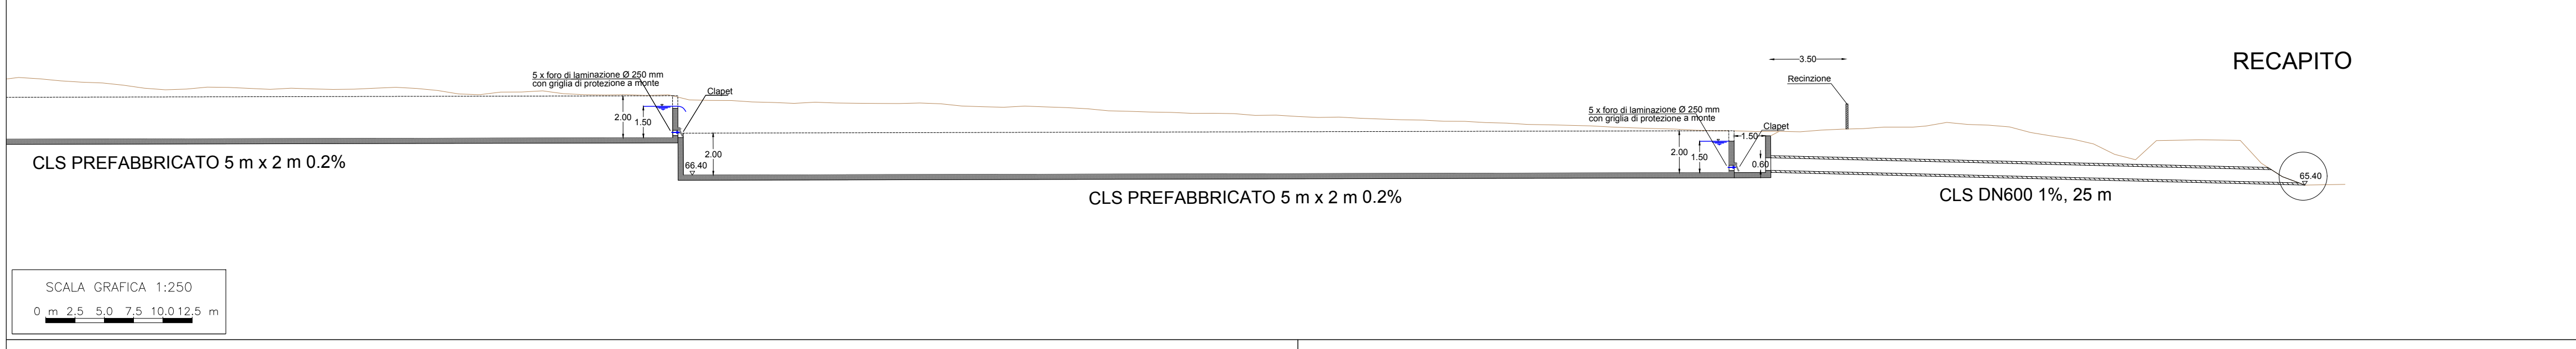 RECAPITO
3.50
Recinzione
5 x foro di laminazione Ø 250 mm
con griglia di protezione a monte
Clapet
2.00
1.50
5 x foro di laminazione Ø 250 mm
con griglia di protezione a monte
Clapet
1.50
2.00
2.00
1.50
0.60
66.40
65.40
CLS PREFABBRICATO 5 m x 2 m 0.2%
CLS PREFABBRICATO 5 m x 2 m 0.2%
CLS DN600 1%, 25 m
SCALA GRAFICA 1:250
0 m 2.5 5.0 7.5 10.0 12.5 m